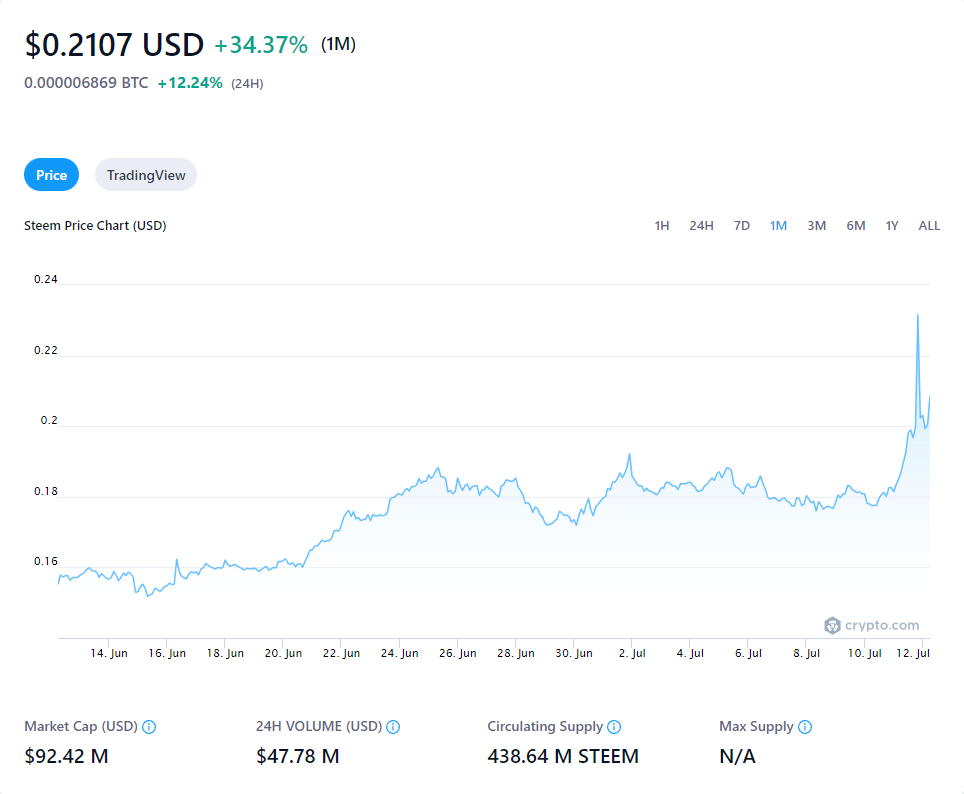 $0.2107 USD +34.37% (1M)
0.000006869 BTC +12.24% (24H)
Price TradingView
Steem Price Chart (USD) 1H 24H 7D 1M 3M 6M 1Y ALL
0.24
0.22
0.2
0.18
0.16
crypto.com
14. Jun 16. Jun 18. Jun 20. Jun 22. Jun 24. Jun 26. Jun 28. Jun 30. Jun 2. Jul 4. Jul 6. Jul 8. Jul 10. Jul 12. Jul
Market Cap (USD) 24H VOLUME (USD) Circulating Supply Max Supply
$92.42 M $47.78 M 438.64 M STEEM N/A